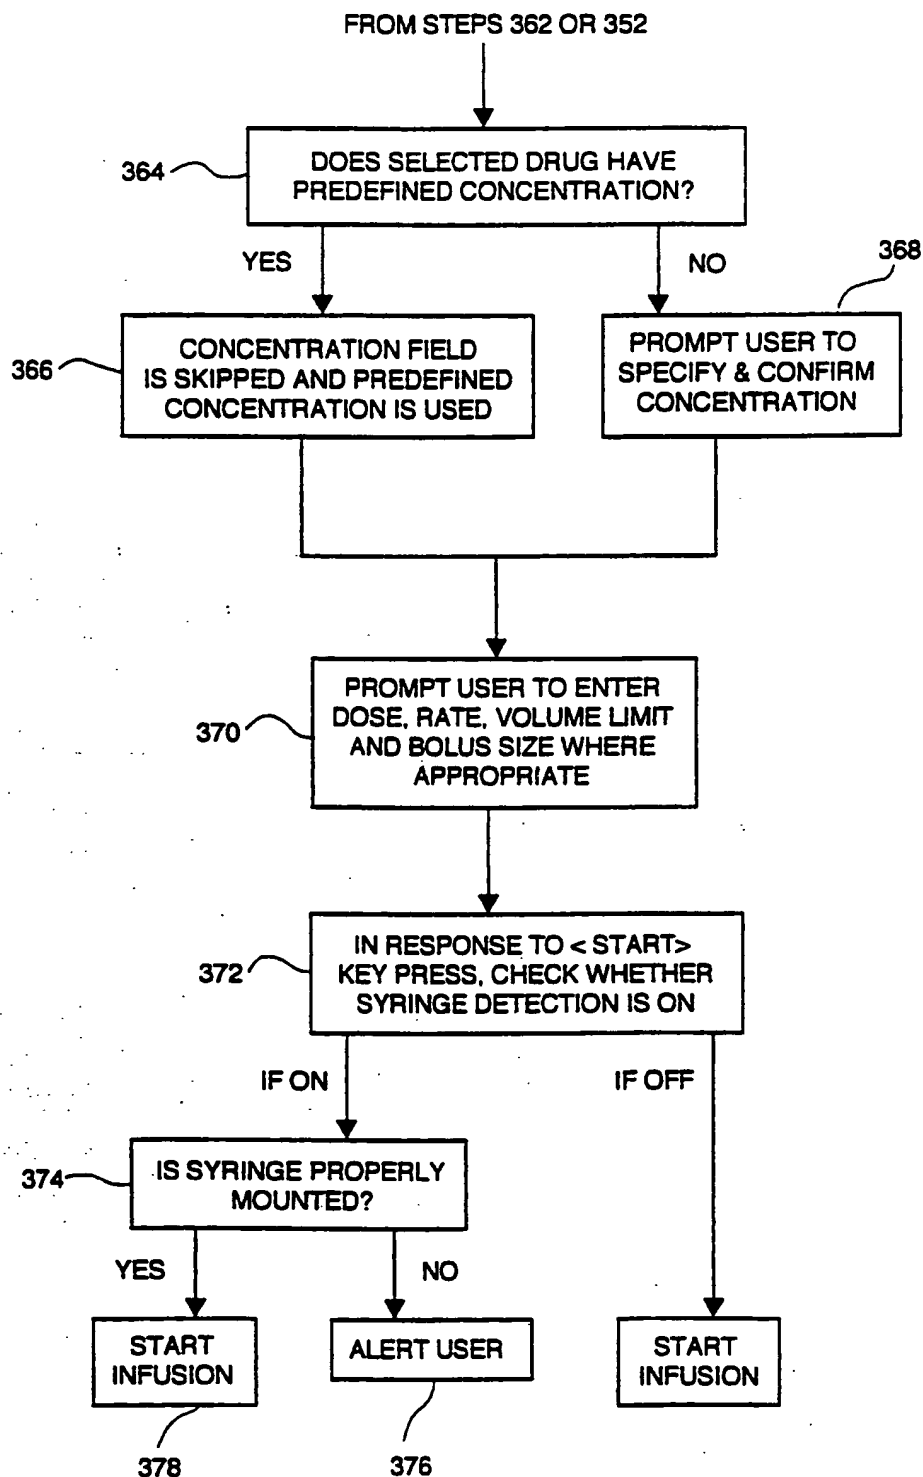 FROM STEPS 362 OR 352
364
DOES SELECTED DRUG HAVE
PREDEFINED CONCENTRATION?
YES
NO
368
366
CONCENTRATION FIELD
IS SKIPPED AND PREDEFINED
CONCENTRATION IS USED
PROMPT USER TO
SPECIFY & CONFIRM
CONCENTRATION
370
PROMPT USER TO ENTER
DOSE, RATE, VOLUME LIMIT
AND BOLUS SIZE WHERE
APPROPRIATE
372
IN RESPONSE TO < START>
KEY PRESS, CHECK WHETHER
SYRINGE DETECTION IS ON
IF ON
IF OFF
374
IS SYRINGE PROPERLY
MOUNTED?
YES
NO
START
INFUSION
ALERT USER
START
INFUSION
378
376